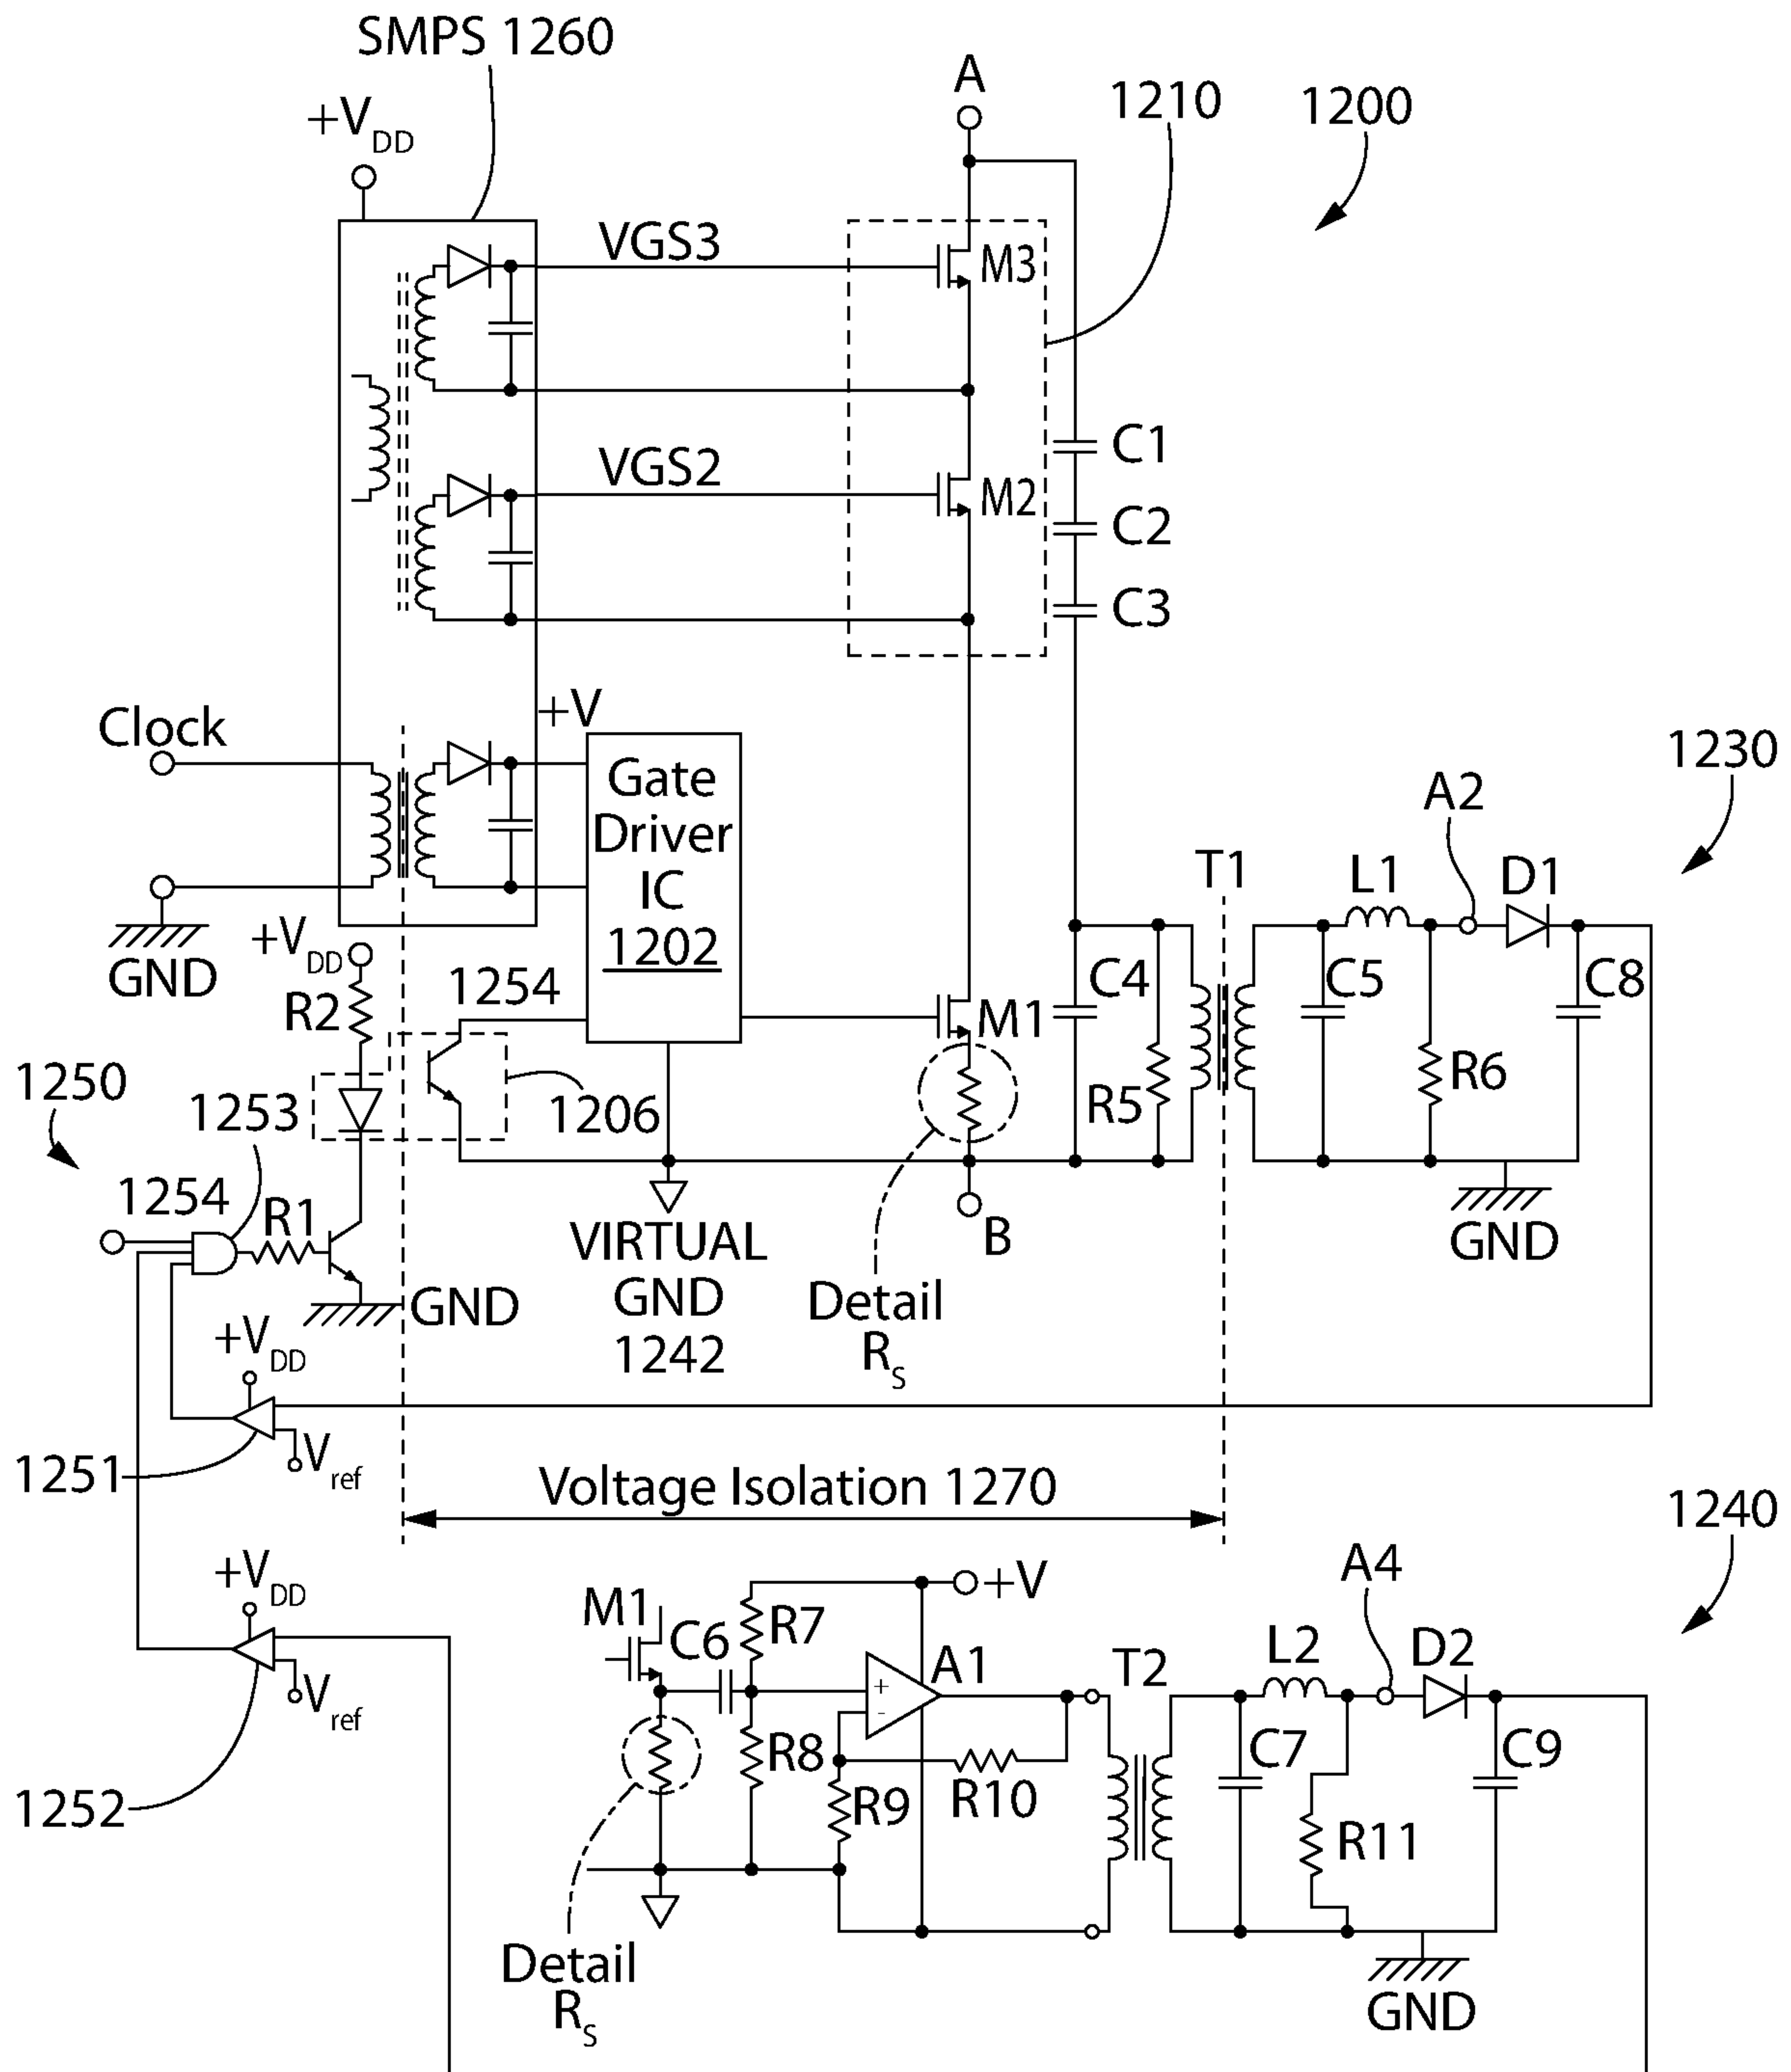 SMPS 1260
A
1210
1200
+VDD
VGS3
M3
C1
VGS2
M2
C2
C3
+V
Clock
1230
Gate
Driver
IC
1202
A2
T1
L1
D1
+VDD
GND
1254
C4
C5
C8
R2
M1
R6
1250
1253
R5
1206
1254
R1
VIRTUAL
GND
1242
B
GND
GND
Detail
RS
+VDD
1251
Vref
Voltage Isolation 1270
1240
+VDD
A4
+V
M1
C6
R7
A1
T2
L2
D2
+
-
Vref
R8
C7
C9
1252
R9
R10
R11
Detail
RS
GND